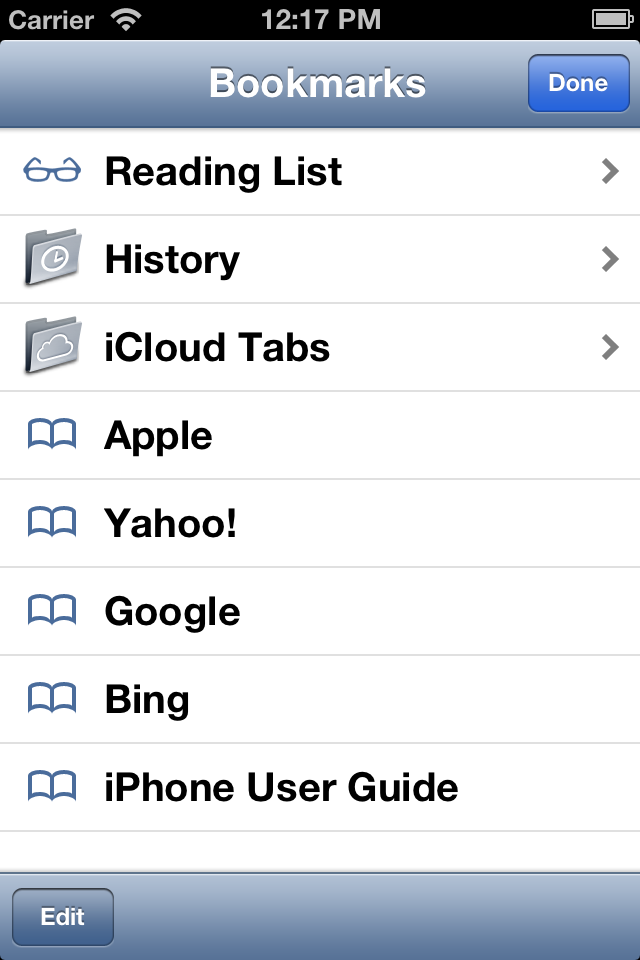 Carrier 12:17 PM
Bookmarks Done
Reading List
History
iCloud Tabs
Apple
Yahoo!
Google
Bing
iPhone User Guide
Edit